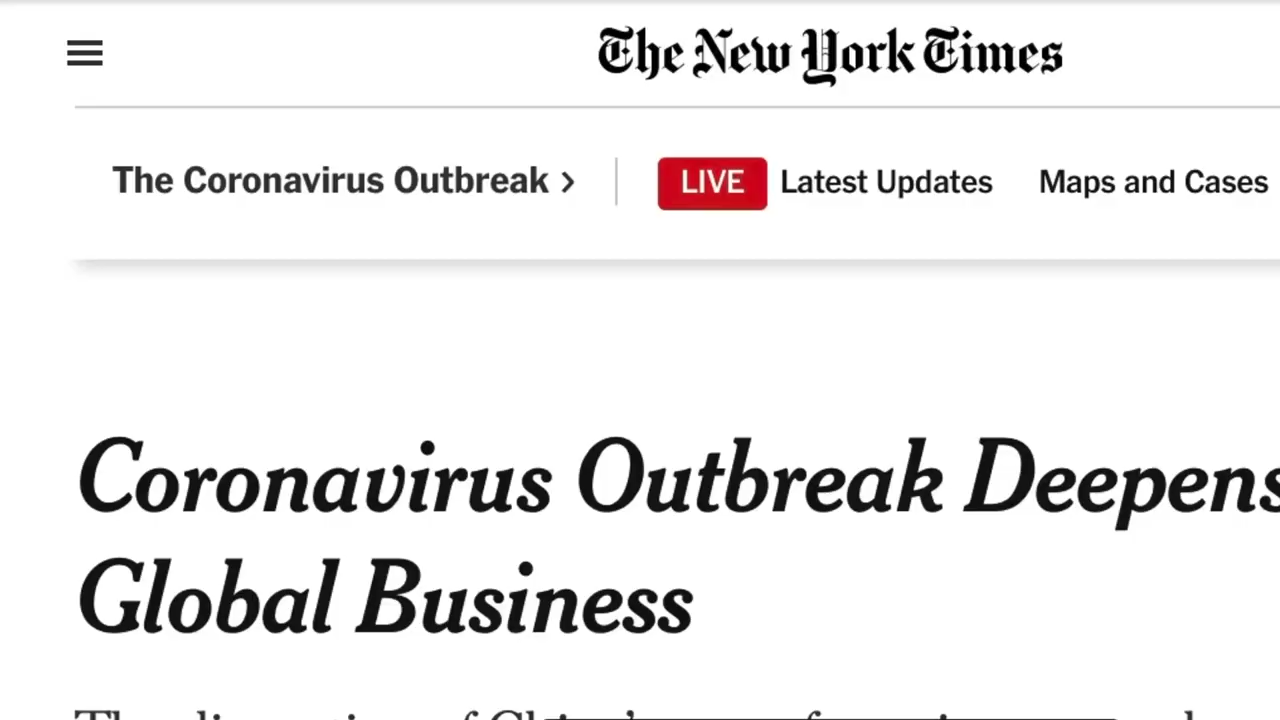 The New York Times
The Coronavirus Outbreak > LIVE Latest Updates Maps and Cases
Coronavirus Outbreak Deepens
Global Business